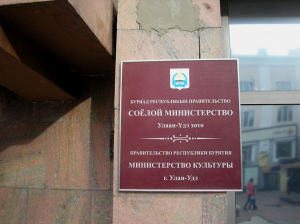 БУРЯАД РЕСПУБЛИКЫН ПРАВИТЕЛЬСТВО
СОЁЛОЙ МИНИСТЕРСТВО
Улаан-Үдэ хото
ПРАВИТЕЛЬСТВО РЕСПУБЛИКИ БУРЯТИЯ
МИНИСТЕРСТВО КУЛЬТУРЫ
г. Улан-Удэ